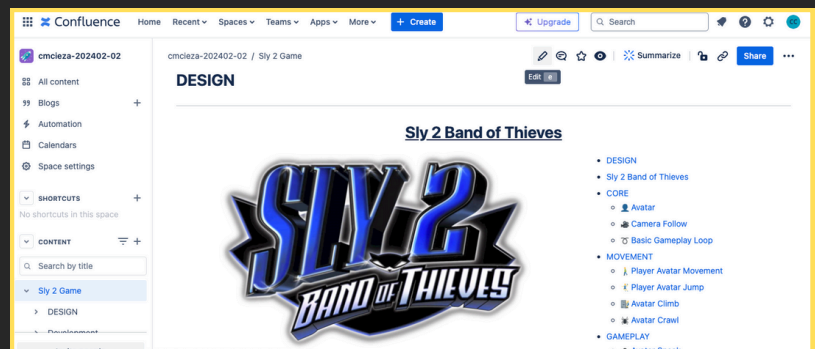 Confluence Home Recent Spaces Teams Apps More + Create Upgrade Search CC
cmcieza-202402-02
All content
Blogs
Automation
Calendars
Space settings
SHORTCUTS
No shortcuts in this space
CONTENT
Search by title
Sly 2 Game
DESIGN
Development
cmcieza-202402-02 / Sly 2 Game
Summarize Share
Edit e
DESIGN
Sly 2 Band of Thieves
SLY 2
BAND OF THIEVES
DESIGN
Sly 2 Band of Thieves
CORE
Avatar
Camera Follow
Basic Gameplay Loop
MOVEMENT
Player Avatar Movement
Player Avatar Jump
Avatar Climb
Avatar Crawl
GAMEPLAY